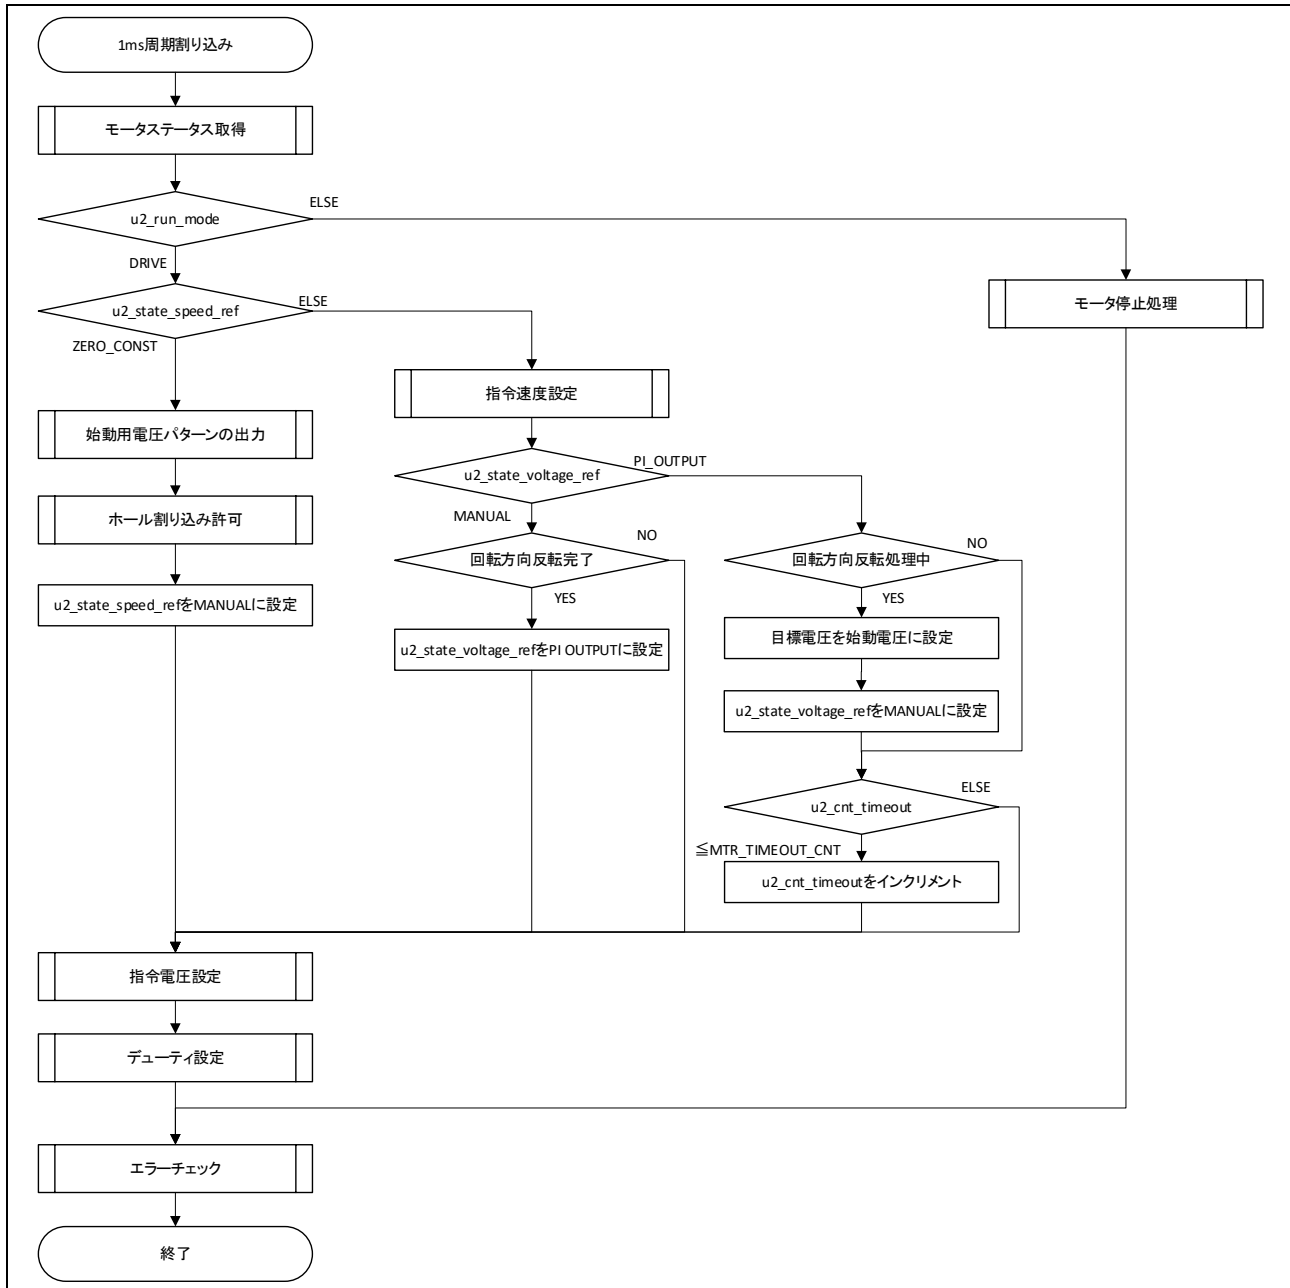 1ms周期割り込み
モータステータス取得
u2_run_mode
ELSE
DRIVE
u2_state_speed_ref
ELSE
モータ停止処理
ZERO_CONST
指令速度設定
始動用電圧パターンの出力
u2_state_voltage_ref
PI_OUTPUT
MANUAL
ホール割り込み許可
回転方向反転完了
NO
回転方向反転処理中
NO
YES
YES
u2_state_speed_refをMANUALに設定
u2_state_voltage_refをPI OUTPUTに設定
目標電圧を始動電圧に設定
u2_state_voltage_refをMANUALに設定
u2_cnt_timeout
ELSE
≦MTR_TIMEOUT_CNT
u2_cnt_timeoutをインクリメント
指令電圧設定
デューティ設定
エラーチェック
終了